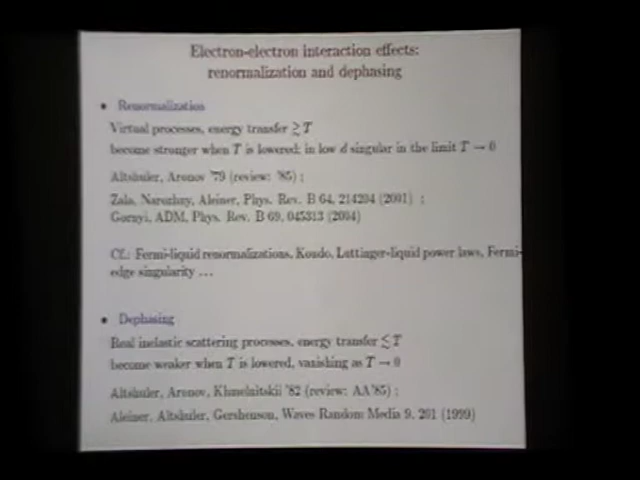 Electron-electron interaction effects:
renormalization and dephasing
• Renormalization
Virtual processes, energy transfer ≳ T
become stronger when T is lowered; in low d singular in the limit T → 0
Altshuler, Aronov '79 (review: '85) ;
Zala, Narozhny, Aleiner, Phys. Rev. B 64, 214204 (2001) ;
Gornyi, ADM, Phys. Rev. B 69, 045313 (2004)
Cf.: Fermi-liquid renormalizations, Kondo, Luttinger-liquid power laws, Fermi-
edge singularity ...
• Dephasing
Real inelastic scattering processes, energy transfer ≲ T
become weaker when T is lowered, vanishing as T → 0
Altshuler, Aronov, Khmelnitskii '82 (review: AA'85) ;
Aleiner, Altshuler, Gershenson, Waves Random Media 9, 201 (1999)